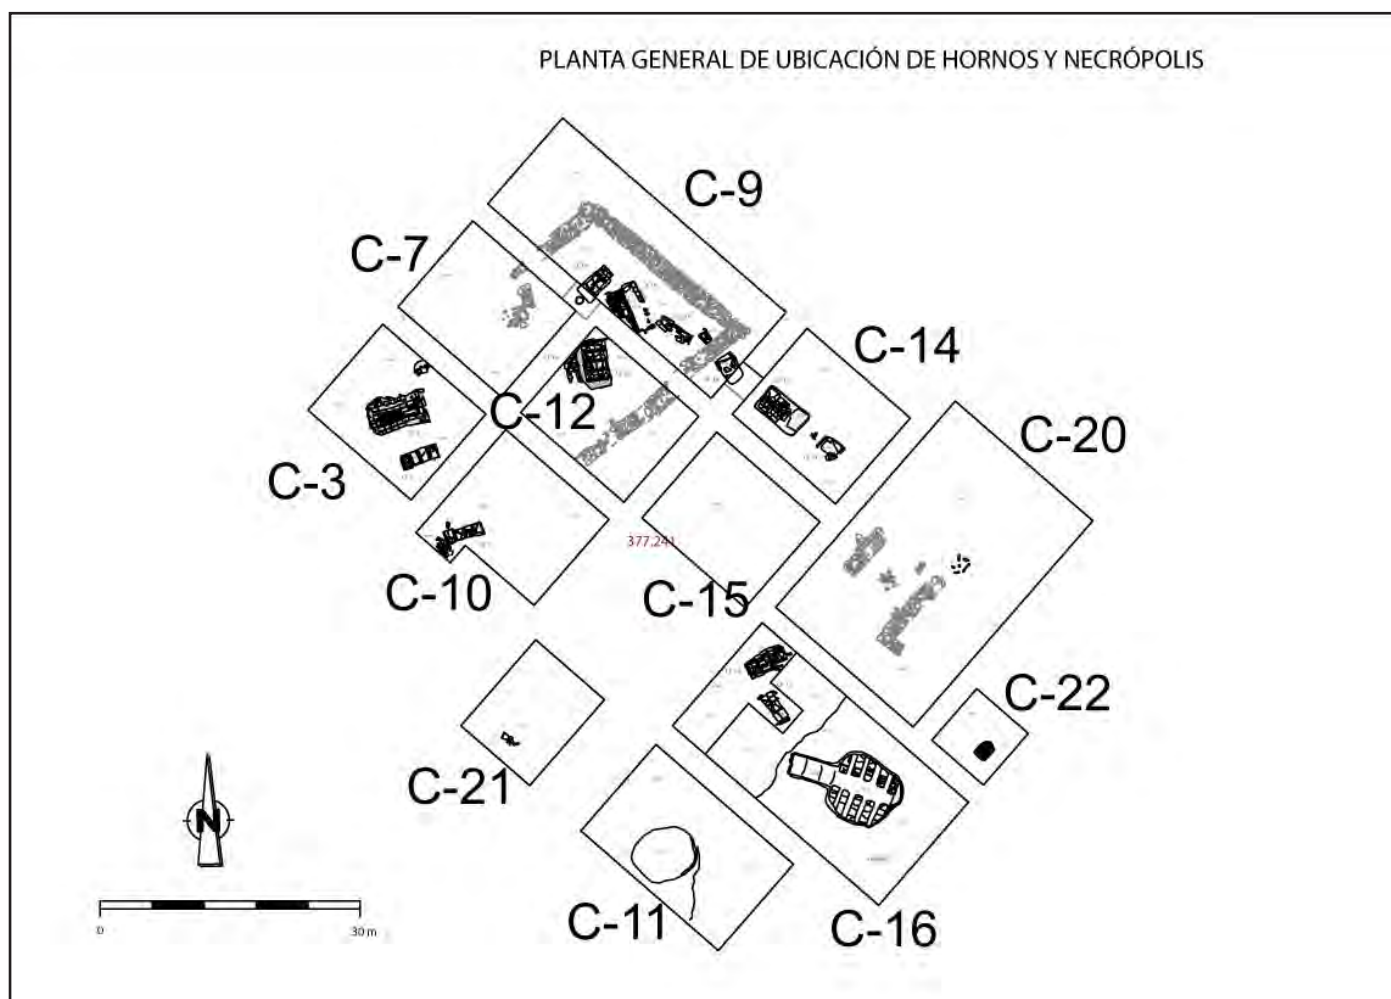 PLANTA GENERAL DE UBICACIÓN DE HORNOS Y NECRÓPOLIS
C-9
C-7
C-14
C-12
C-20
C-3
377.241
C-10
C-15
C-22
C-21
N
C-11
C-16
0
30 m